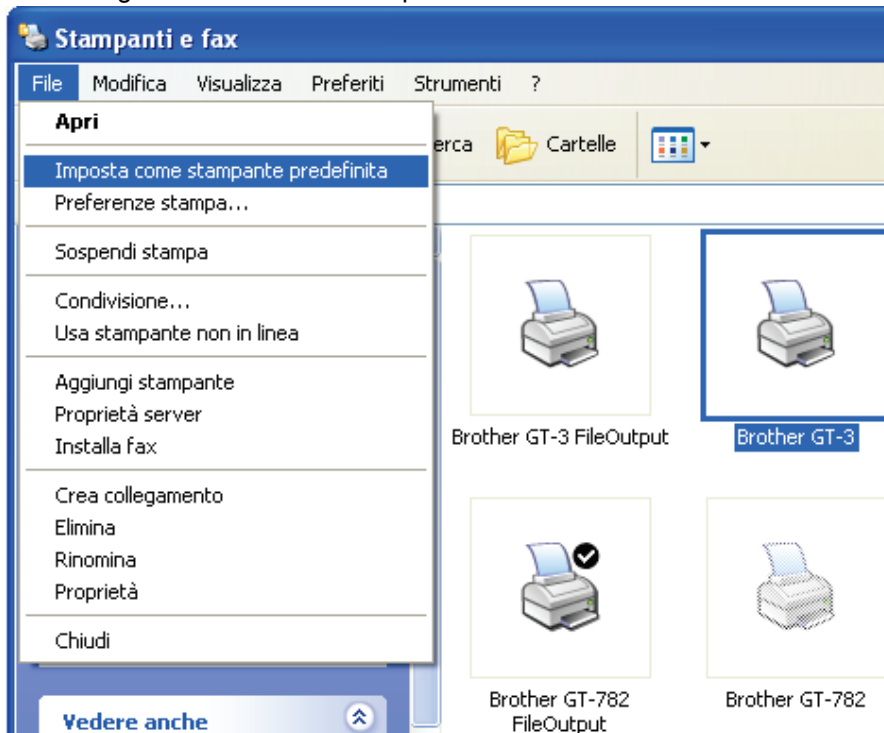 Stampanti e fax
File Modifica Visualizza Preferiti Strumenti ?
erca Cartelle
Apri
Imposta come stampante predefinita
Preferenze stampa...
Sospendi stampa
Condivisione...
Usa stampante non in linea
Aggiungi stampante
Proprietà server
Installa fax
Crea collegamento
Elimina
Rinomina
Proprietà
Chiudi
Brother GT-3 FileOutput
Brother GT-3
Brother GT-782
FileOutput
Brother GT-782
Vedere anche